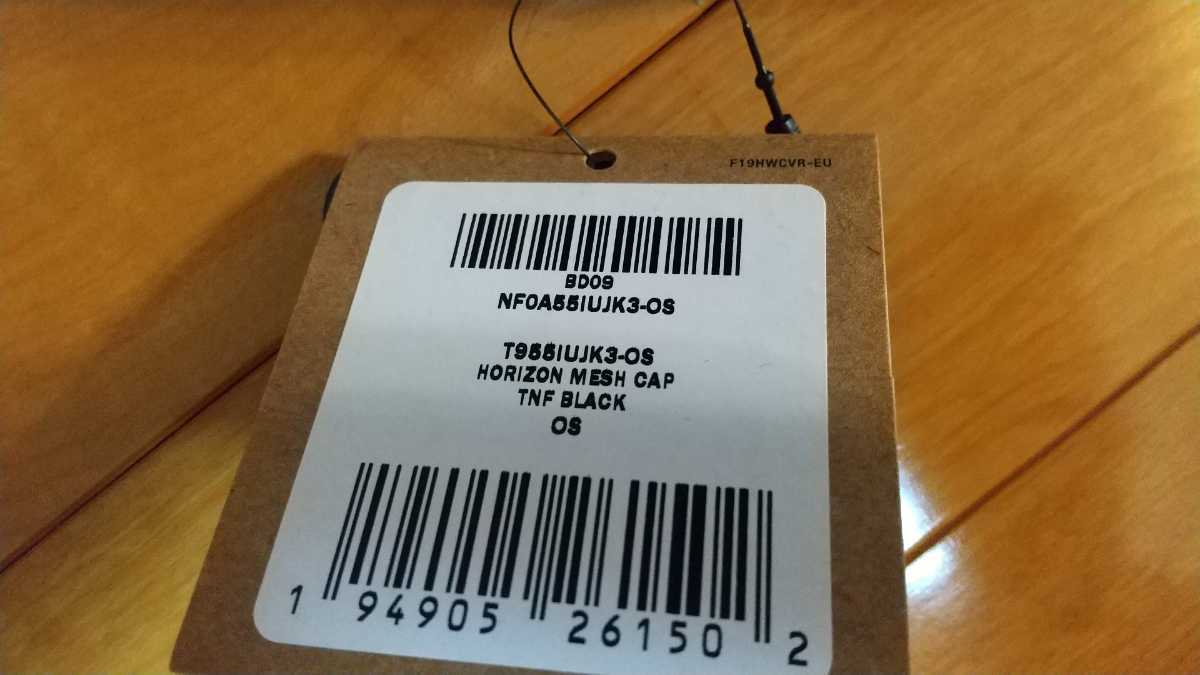 F19HWCVR-EU
BD09
NF0A55IUJK3-OS
T955IUJK3-OS
HORIZON MESH CAP
TNF BLACK
OS
1 94905 26150 2